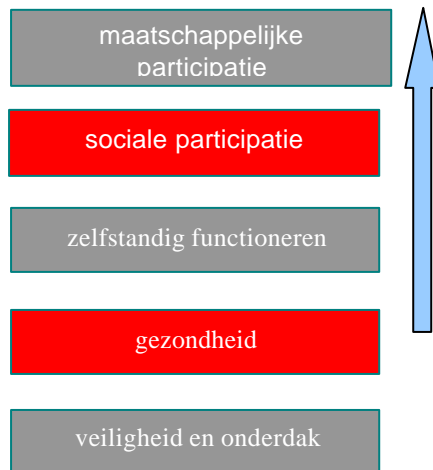 maatschappelijke
participatie
sociale participatie
zelfstandig functioneren
gezondheid
veiligheid en onderdak